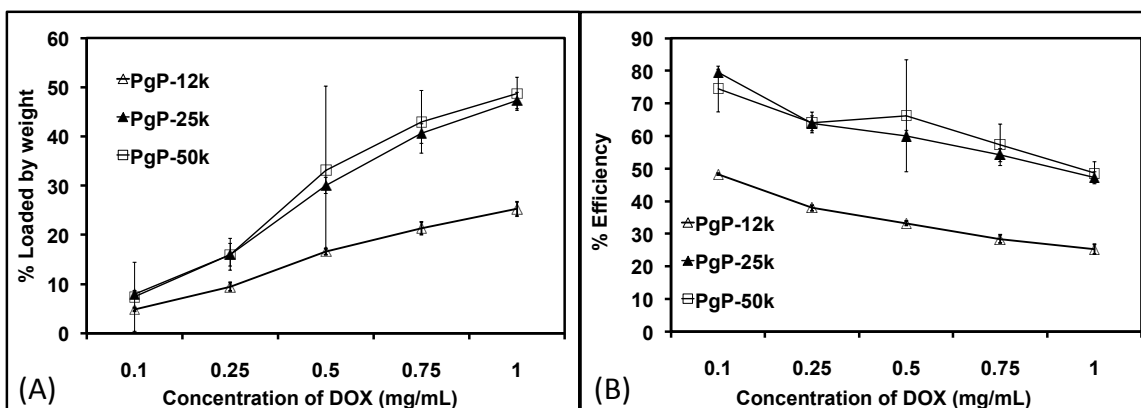 60
50
40
30
20
10
0
% Loaded by weight
PgP-12k
PgP-25k
PgP-50k
0.1 0.25 0.5 0.75 1
Concentration of DOX (mg/mL)
(A)
90
80
70
60
50
40
30
20
10
0
% Efficiency
PgP-12k
PgP-25k
PgP-50k
0.1 0.25 0.5 0.75 1
Concentration of DOX (mg/mL)
(B)